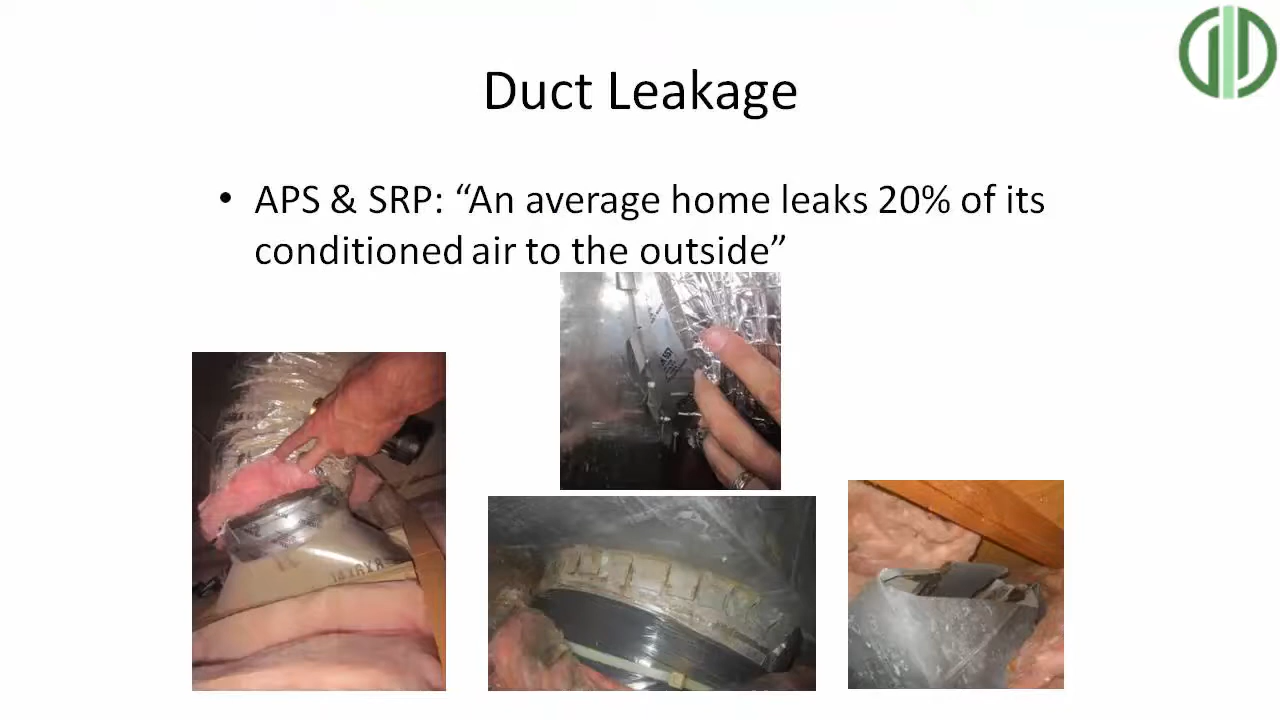 Duct Leakage
• APS & SRP: “An average home leaks 20% of its
conditioned air to the outside”